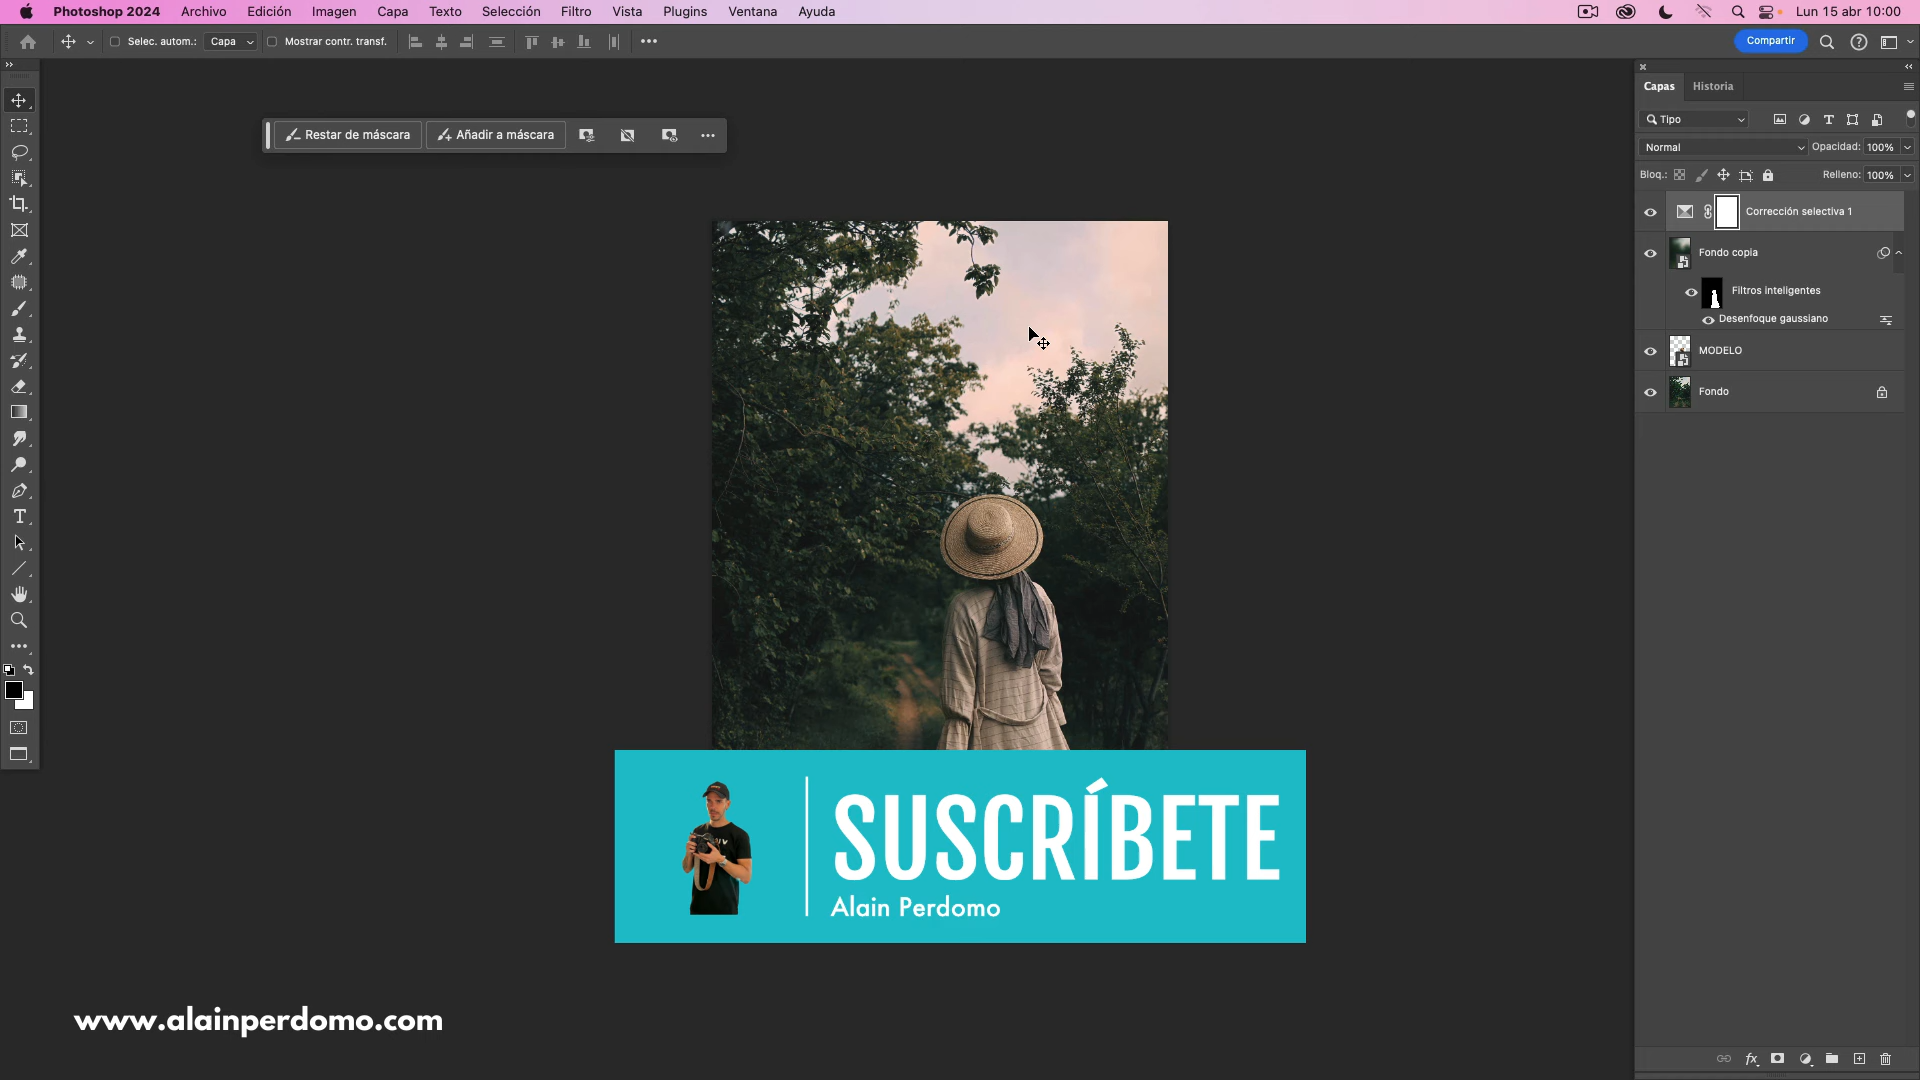 Photoshop 2024 Archivo Edición Imagen Capa Texto Selección Filtro Vista Plugins Ventana Ayuda Lun 15 abr 10:00
Selec. autom.: Capa Mostrar contr. transf. Compartir
Capas Historia
Restar de máscara Añadir a máscara
Tipo
Normal Opacidad: 100%
Bloq.: Relleno: 100%
Corrección selectiva 1
Fondo copia
Filtros inteligentes
Desenfoque gaussiano
MODELO
Fondo
SUSCRÍBETE
Alain Perdomo
www.alainperdomo.com